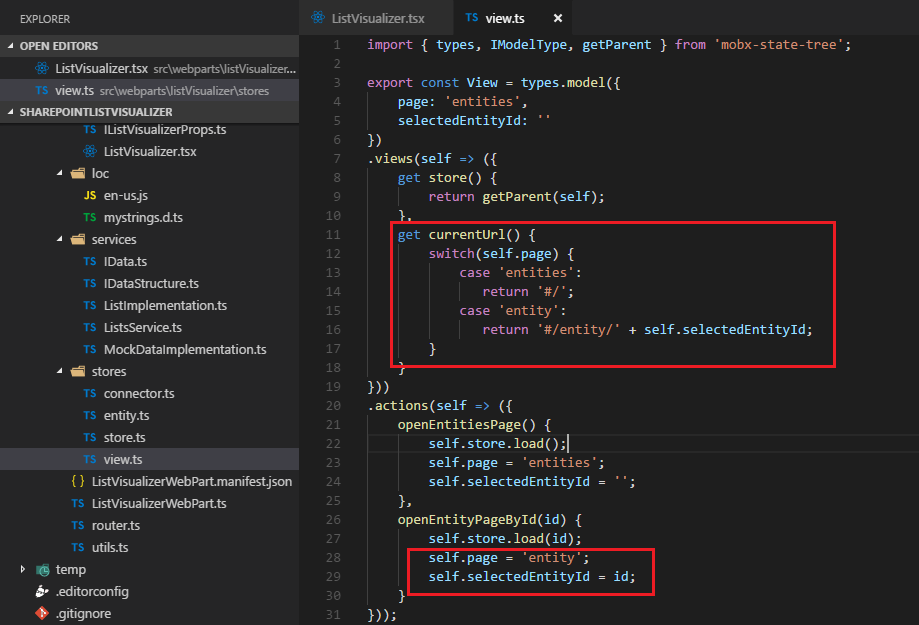 EXPLORER
OPEN EDITORS
ListVisualizer.tsx src\webparts\listVisualizer...
TS view.ts src\webparts\listVisualizer\stores
SHAREPOINTLISTVISUALIZER
TS IListVisualizerProps.ts
ListVisualizer.tsx
loc
JS en-us.js
TS mystrings.d.ts
services
TS IData.ts
TS IDataStructure.ts
TS ListImplementation.ts
TS ListsService.ts
TS MockDataImplementation.ts
stores
TS connector.ts
TS entity.ts
TS store.ts
TS view.ts
{ } ListVisualizerWebPart.manifest.json
TS ListVisualizerWebPart.ts
TS router.ts
TS utils.ts
temp
.editorconfig
.gitignore
ListVisualizer.tsx
TS view.ts ×
1 import { types, IModelType, getParent } from 'mobx-state-tree';
2
3 export const View = types.model({
4 page: 'entities',
5 selectedEntityId: ''
6 })
7 .views(self => ({
8 get store() {
9 return getParent(self);
10 },
11 get currentUrl() {
12 switch(self.page) {
13 case 'entities':
14 return '#/';
15 case 'entity':
16 return '#/entity/' + self.selectedEntityId;
17 }
18 }
19 }))
20 .actions(self => ({
21 openEntitiesPage() {
22 self.store.load();
23 self.page = 'entities';
24 self.selectedEntityId = '';
25 },
26 openEntityPageById(id) {
27 self.store.load(id);
28 self.page = 'entity';
29 self.selectedEntityId = id;
30 }
31 }));